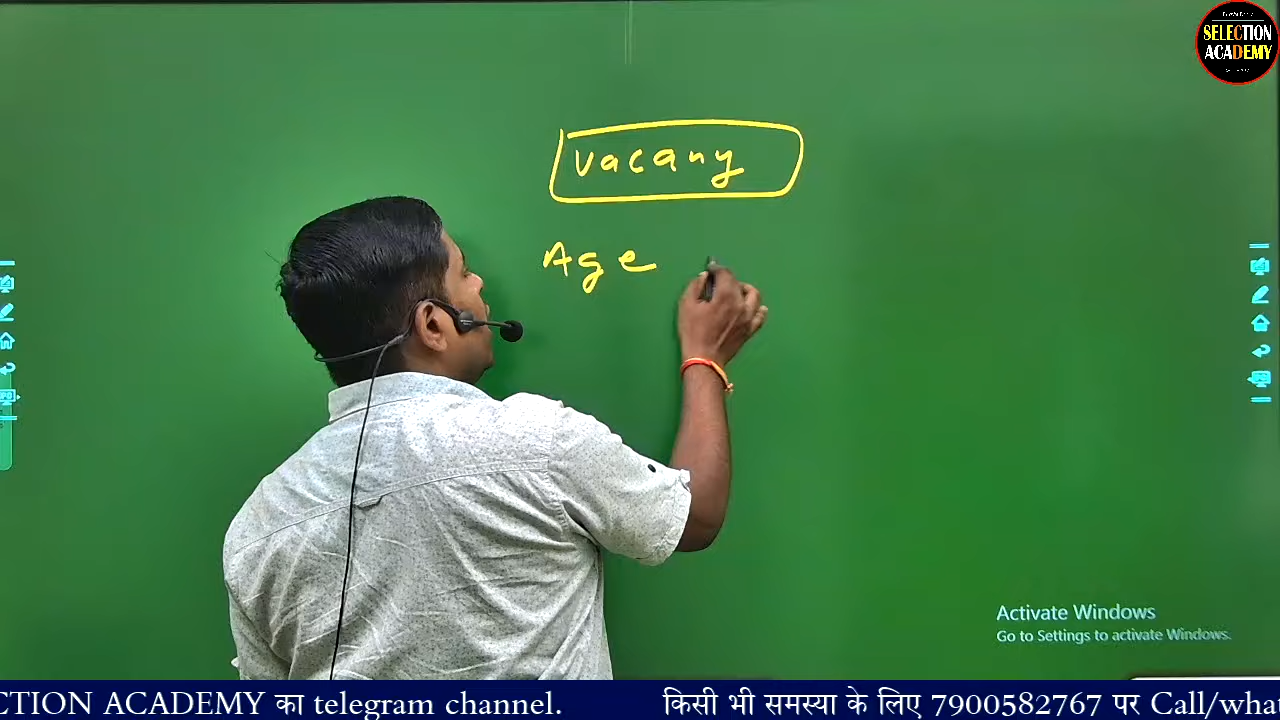 SELECTION
ACADEMY
vacany
Age
Activate Windows
Go to Settings to activate Windows.
CTION ACADEMY का telegram channel. किसी भी समस्या के लिए 7900582767 पर Call/what